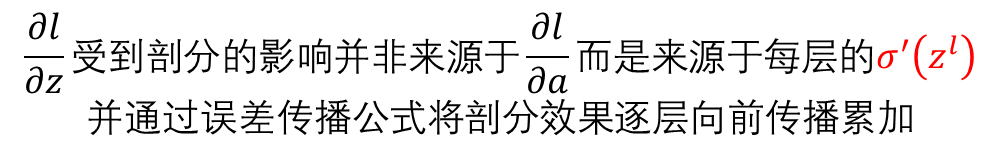 ∂l/∂z 受到剖分的影响并非来源于 ∂l/∂a 而是来源于每层的σ′(z^l)
并通过误差传播公式将剖分效果逐层向前传播累加